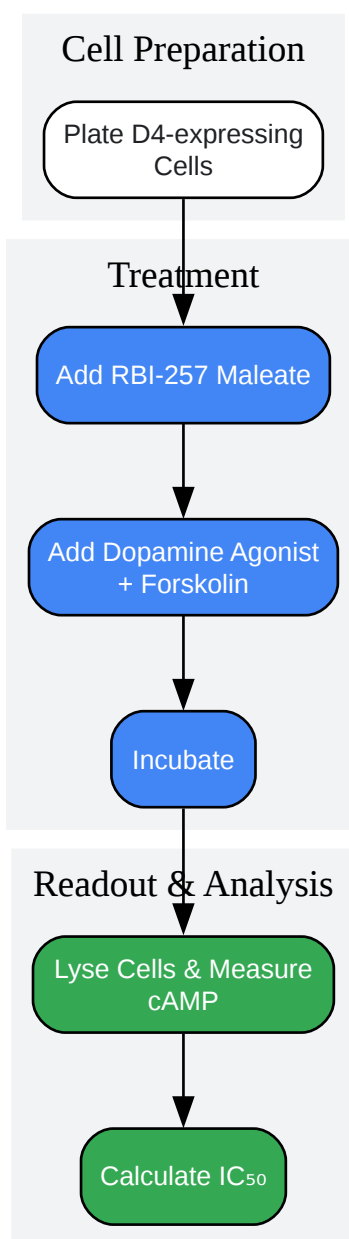 Cell Preparation
Plate D4-expressing
Cells
Treatment
Add RBI-257 Maleate
Add Dopamine Agonist
+ Forskolin
Incubate
Readout & Analysis
Lyse Cells & Measure
cAMP
Calculate IC₅₀